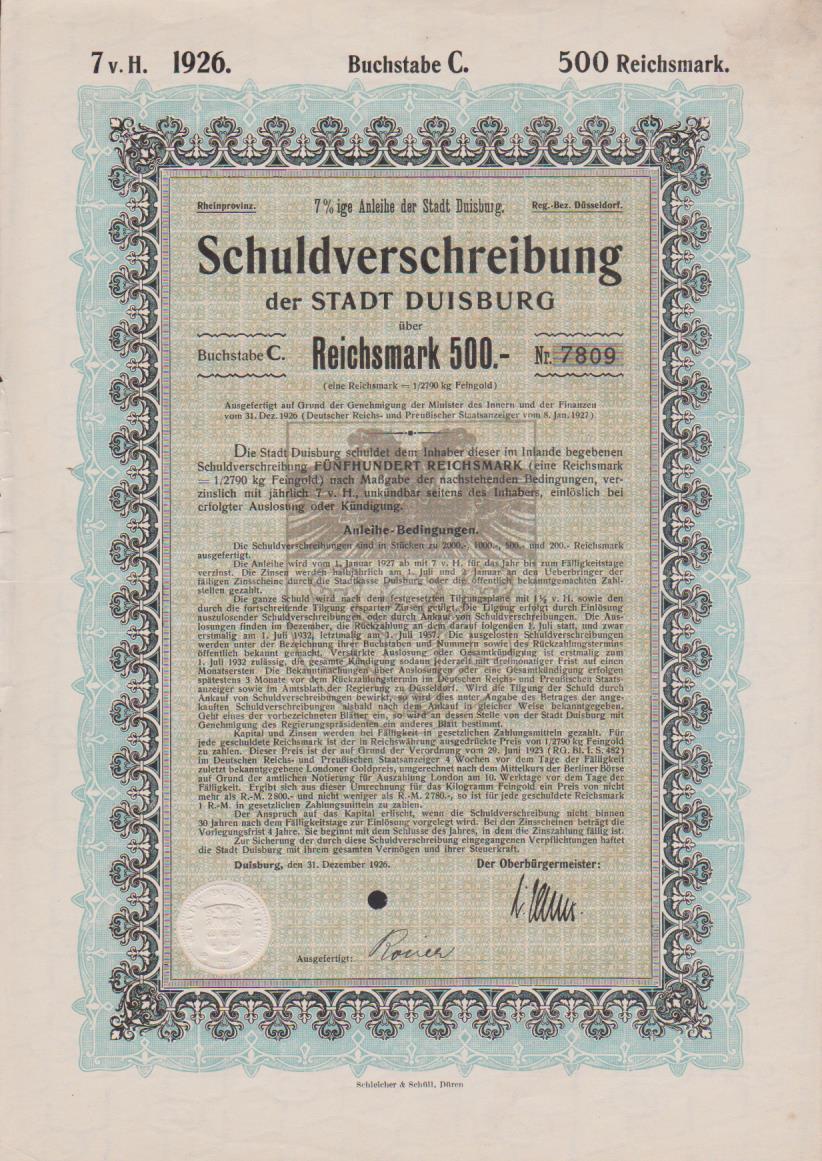 7 v. H. 1926. Buchstabe C. 500 Reichsmark.
Rheinprovinz. 7% ige Anleihe der Stadt Duisburg. Reg.-Bez. Düsseldorf.
Schuldverschreibung
der STADT DUISBURG
über
Buchstabe C. Reichsmark 500.- Nr. 7809
(eine Reichsmark = 1/2790 kg Feingold)
Ausgefertigt auf Grund der Genehmigung der Minister des Innern und der Finanzen
vom 31. Dez. 1926 (Deutscher Reichs- und Preußischer Staatsanzeiger vom 8. Jan. 1927)
Die Stadt Duisburg schuldet dem Inhaber dieser im Inlande begebenen
Schuldverschreibung FÜNFHUNDERT REICHSMARK (eine Reichsmark
= 1/2790 kg Feingold) nach Maßgabe der nachstehenden Bedingungen, ver-
zinslich mit jährlich 7 v. H., unkündbar seitens des Inhabers, einlöslich bei
erfolgter Auslosung oder Kündigung.
Anleihe-Bedingungen.
Die Schuldverschreibungen sind in Stücken zu 2000.-, 1000.-, 500.- und 200.- Reichsmark
ausgefertigt.
Die Anleihe wird vom 1. Januar 1927 ab mit 7 v. H. für das Jahr bis zum Fälligkeitstage
verzinst. Die Zinsen werden halbjährlich am 1. Juli und 2. Januar an den Ueberbringer der
fälligen Zinsscheine durch die Stadtkasse Duisburg oder die öffentlich bekanntgemachten Zahl-
stellen gezahlt.
Die ganze Schuld wird nach dem festgesetzten Tilgungsplane mit v. H. sowie den
durch die fortschreitende Tilgung ersparten Zinsen getilgt. Die Tilgung erfolgt durch Einlösung
auszulosender Schuldverschreibungen oder durch Ankauf von Schuldverschreibungen. Die Aus-
losungen finden im Dezember, die Rückzahlung an dem darauf folgenden 1. Juli statt, und zwar
erstmalig am 1. Juli 1932, letztmalig am 1. Juli 1957. Die ausgelosten Schuldverschreibungen
werden unter der Bezeichnung ihrer Buchstaben und Nummern sowie des Rückzahlungstermins
öffentlich bekannt gemacht. Verstärkte Auslosung oder Gesamtkündigung ist erstmalig zum
1. Juli 1932 zulässig, die gesamte Kündigung sodann jederzeit mit dreimonatiger Frist auf einen
Monatsersten. Die Bekanntmachungen über Auslosungen oder eine Gesamtkündigung erfolgen
spätestens 3 Monate vor dem Rückzahlungstermin im Deutschen Reichs- und Preußischen Staats-
anzeiger sowie im Amtsblatt der Regierung zu Düsseldorf. Wird die Tilgung der Schuld durch
Ankauf von Schuldverschreibungen bewirkt, so wird dies unter Angabe des Betrages der ange-
kauften Schuldverschreibungen alsbald nach dem Ankauf in gleicher Weise bekanntgegeben.
Geht eines der vorbezeichneten Blätter ein, so wird an dessen Stelle von der Stadt Duisburg mit
Genehmigung des Regierungspräsidenten ein anderes Blatt bestimmt.
Kapital und Zinsen werden bei Fälligkeit in gesetzlichen Zahlungsmitteln gezahlt. Für
jede geschuldete Reichsmark ist der in Reichswährung ausgedrückte Preis von 1/2790 kg Feingold
zu zahlen. Dieser Preis ist der auf Grund der Verordnung vom 29. Juni 1923 (RG. Bl. I. S. 482)
im Deutschen Reichs- und Preußischen Staatsanzeiger 4 Wochen vor dem Tage der Fälligkeit
zuletzt bekanntgegebene Londoner Goldpreis, umgerechnet nach dem Mittelkurs der Berliner Börse
auf Grund der amtlichen Notierung für Auszahlung London am 10. Werktage vor dem Tage der
Fälligkeit. Ergibt sich aus dieser Umrechnung für das Kilogramm Feingold ein Preis von nicht
mehr als R.-M. 2800.- und nicht weniger als R.-M. 2780.-, so ist für jede geschuldete Reichsmark
1 R.-M. in gesetzlichen Zahlungsmitteln zu zahlen.
Der Anspruch auf das Kapital erlischt, wenn die Schuldverschreibung nicht binnen
30 Jahren nach dem Fälligkeitstage zur Einlösung vorgelegt wird. Bei den Zinsscheinen beträgt die
Vorlegungsfrist 4 Jahre. Sie beginnt mit dem Schlusse des Jahres, in dem die Zinszahlung fällig ist.
Zur Sicherung der durch diese Schuldverschreibung eingegangenen Verpflichtungen haftet
die Stadt Duisburg mit ihrem gesamten Vermögen und ihrer Steuerkraft.
Duisburg, den 31. Dezember 1926. Der Oberbürgermeister:
Ausgefertigt:
Schleicher & Schüll, Düren